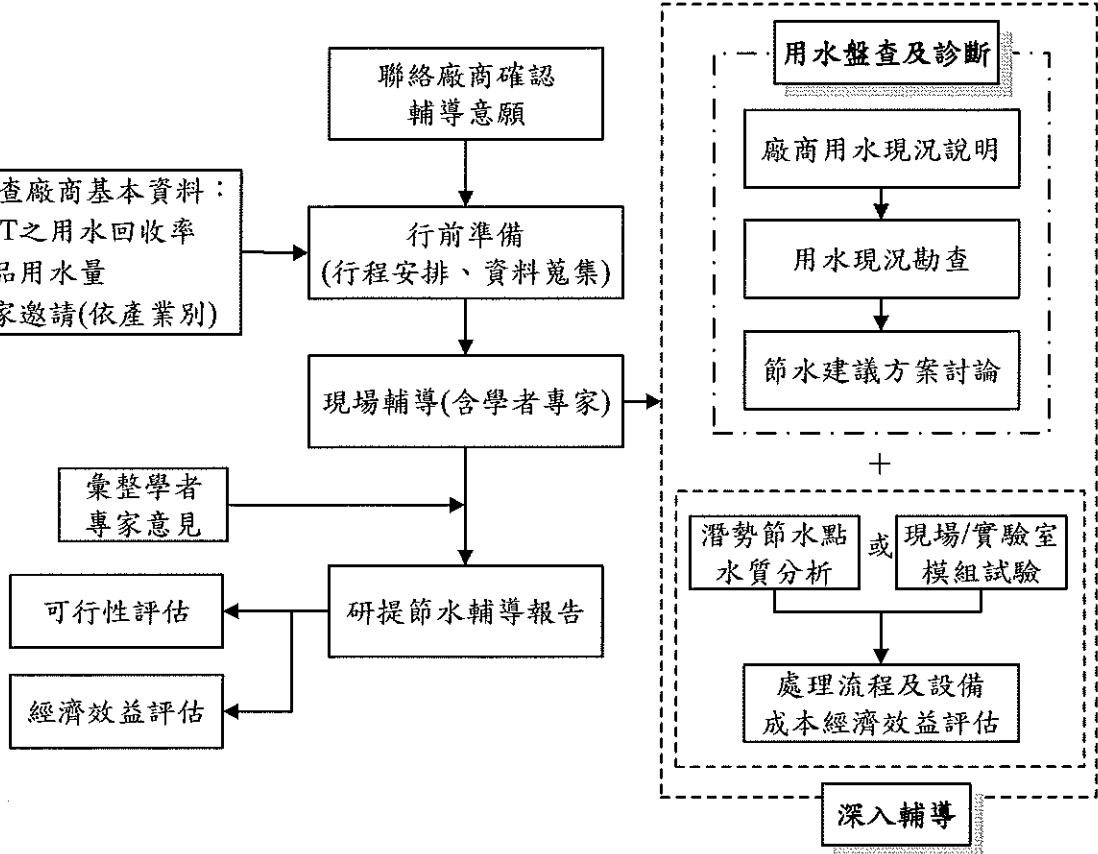 聯絡廠商確認
輔導意願
查廠商基本資料：
T之用水回收率
品用水量
家邀請(依產業別)
行前準備
(行程安排、資料蒐集)
現場輔導(含學者專家)
彙整學者
專家意見
研提節水輔導報告
可行性評估
經濟效益評估
用水盤查及診斷
廠商用水現況說明
用水現況勘查
節水建議方案討論
+
潛勢節水點
水質分析
或
現場/實驗室
模組試驗
處理流程及設備
成本經濟效益評估
深入輔導